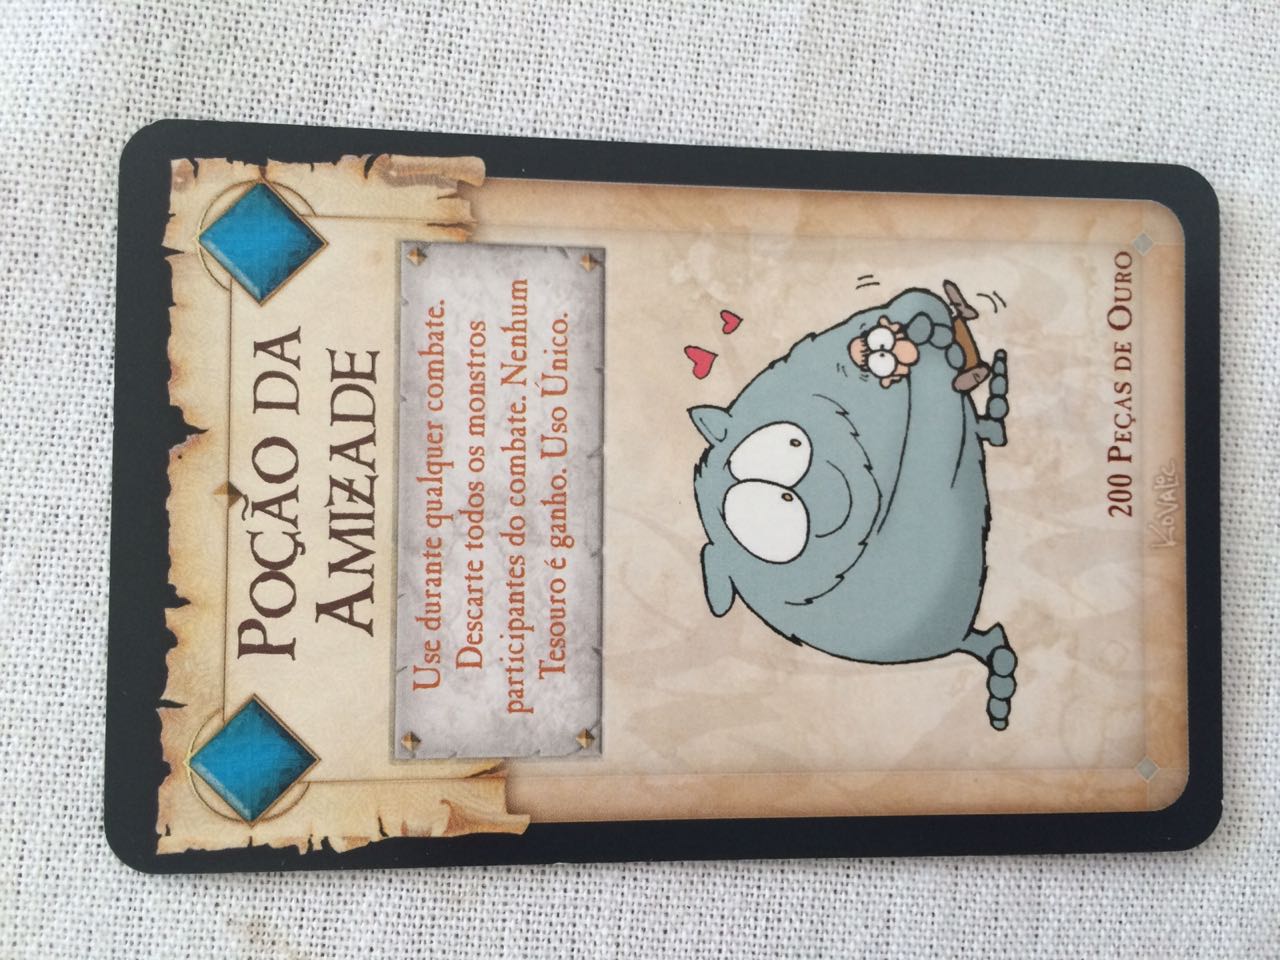 Poção da
Amizade
Use durante qualquer combate.
Descarte todos os monstros
participantes do combate. Nenhum
Tesouro é ganho. Uso Único.
200 Peças de Ouro
Kovalic